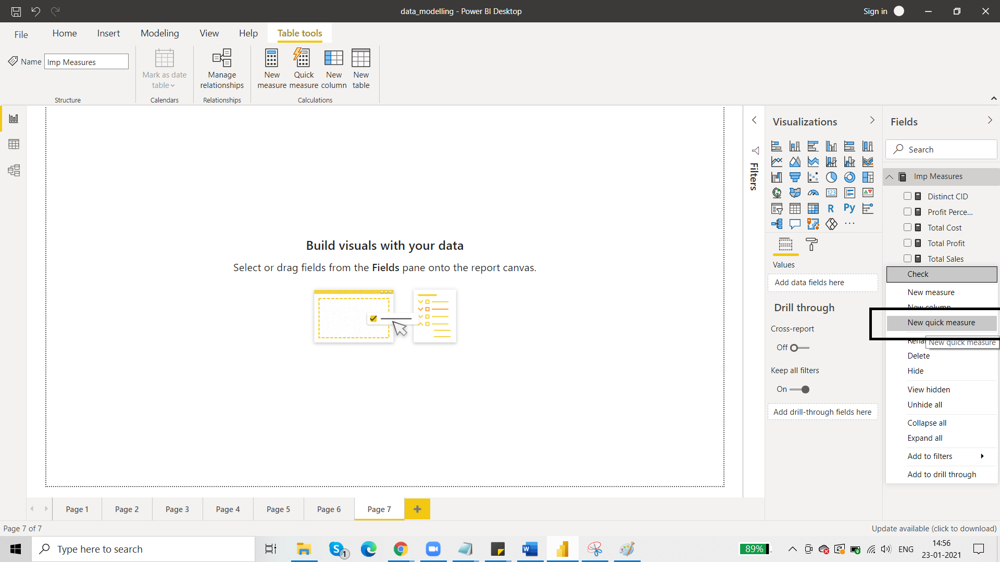 data_modelling - Power BI Desktop
Sign in
File
Home
Insert
Modeling
View
Help
Table tools
Name
Imp Measures
Mark as date
table
Manage
relationships
New
measure
Quick
measure
New
column
New
table
Structure
Calendars
Relationships
Calculations
Build visuals with your data
Select or drag fields from the Fields pane onto the report canvas.
Filters
Visualizations
123
R
Py
...
Values
Add data fields here
Drill through
Cross-report
Off
Keep all filters
On
Add drill-through fields here
Fields
Search
Imp Measures
Distinct CID
Profit Perce...
Total Cost
Total Profit
Total Sales
Check
New measure
New column
New quick measure
New quick measure
Delete
Hide
View hidden
Unhide all
Collapse all
Expand all
Add to filters
Add to drill through
Page 1
Page 2
Page 3
Page 4
Page 5
Page 6
Page 7
+
Page 7 of 7
Update available (click to download)
Type here to search
S
1
W
89%
ENG
14:56
23-01-2021